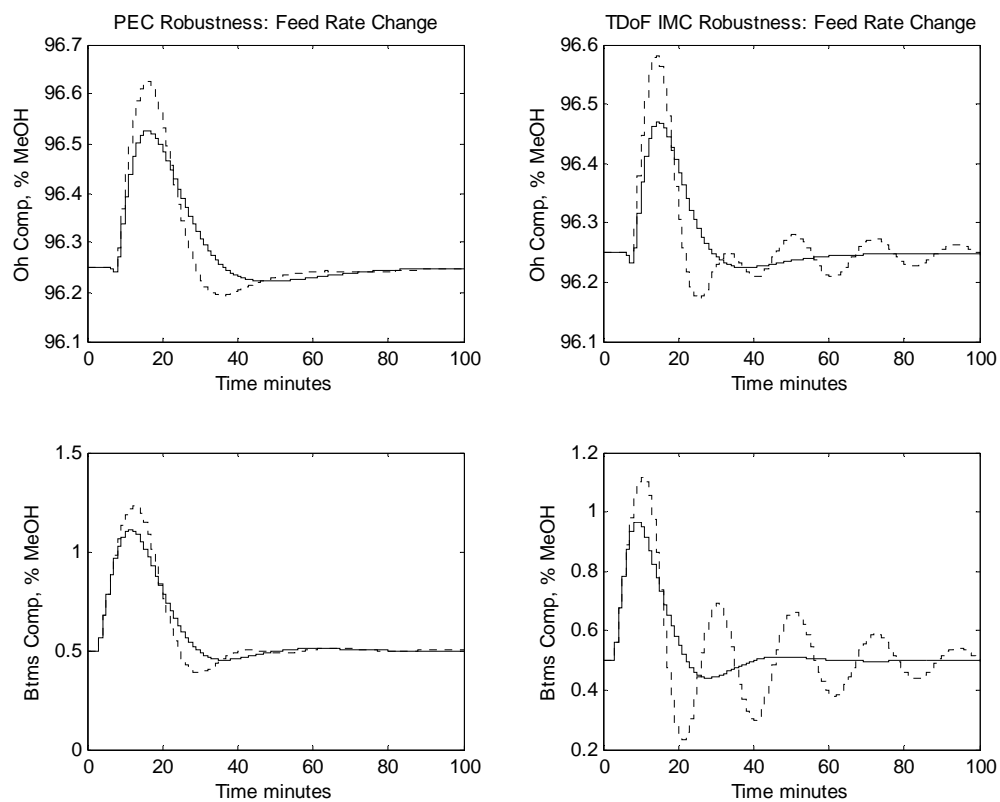 PEC Robustness: Feed Rate Change
96.7
96.6
96.5
96.4
96.3
96.2
96.1
Oh Comp, % MeOH
0 20 40 60 80 100
Time minutes
TDoF IMC Robustness: Feed Rate Change
96.6
96.5
96.4
96.3
96.2
96.1
Oh Comp, % MeOH
0 20 40 60 80 100
Time minutes
1.5
1
0.5
0
Btms Comp, % MeOH
0 20 40 60 80 100
Time minutes
1.2
1
0.8
0.6
0.4
0.2
Btms Comp, % MeOH
0 20 40 60 80 100
Time minutes